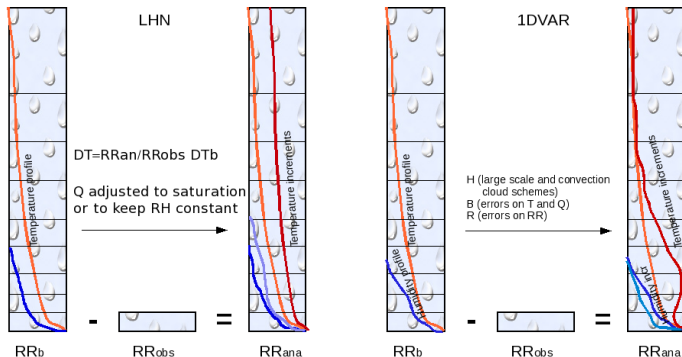 LHN
Temperature profile
DT=RRan/RRobs DTb
Q adjusted to saturation
or to keep RH constant
Temperature increments
RRb
-
RRobs
=
RRana
1DVAR
Temperature profile
Humidity profile
H (large scale and convection
cloud schemes)
B (errors on T and Q)
R (errors on RR)
Temperature increments
Humidity incr
RRb
-
RRobs
=
RRana